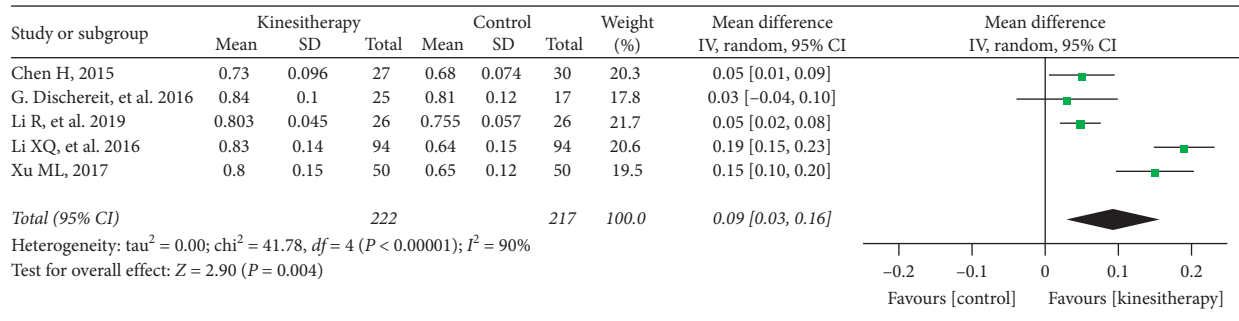 Study or subgroup Kinesitherapy Control Weight (%) Mean difference IV, random, 95% CI Mean difference IV, random, 95% CI
Mean SD Total Mean SD Total
Chen H, 2015 0.73 0.096 27 0.68 0.074 30 20.3 0.05 [0.01, 0.09]
G. Dischereit, et al. 2016 0.84 0.1 25 0.81 0.12 17 17.8 0.03 [–0.04, 0.10]
Li R, et al. 2019 0.803 0.045 26 0.755 0.057 26 21.7 0.05 [0.02, 0.08]
Li XQ, et al. 2016 0.83 0.14 94 0.64 0.15 94 20.6 0.19 [0.15, 0.23]
Xu ML, 2017 0.8 0.15 50 0.65 0.12 50 19.5 0.15 [0.10, 0.20]
Total (95% CI) 222 217 100.0 0.09 [0.03, 0.16]
Heterogeneity: tau² = 0.00; chi² = 41.78, df = 4 (P < 0.00001); I² = 90%
Test for overall effect: Z = 2.90 (P = 0.004)
–0.2 –0.1 0 0.1 0.2
Favours [control] Favours [kinesitherapy]